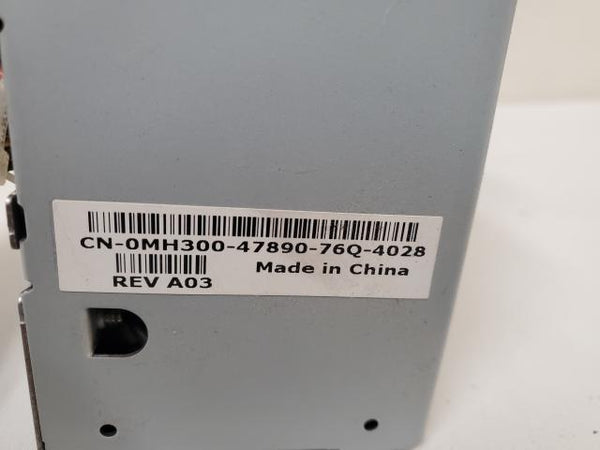 CN-0MH300-47890-76Q-4028
Made in China
REV A03